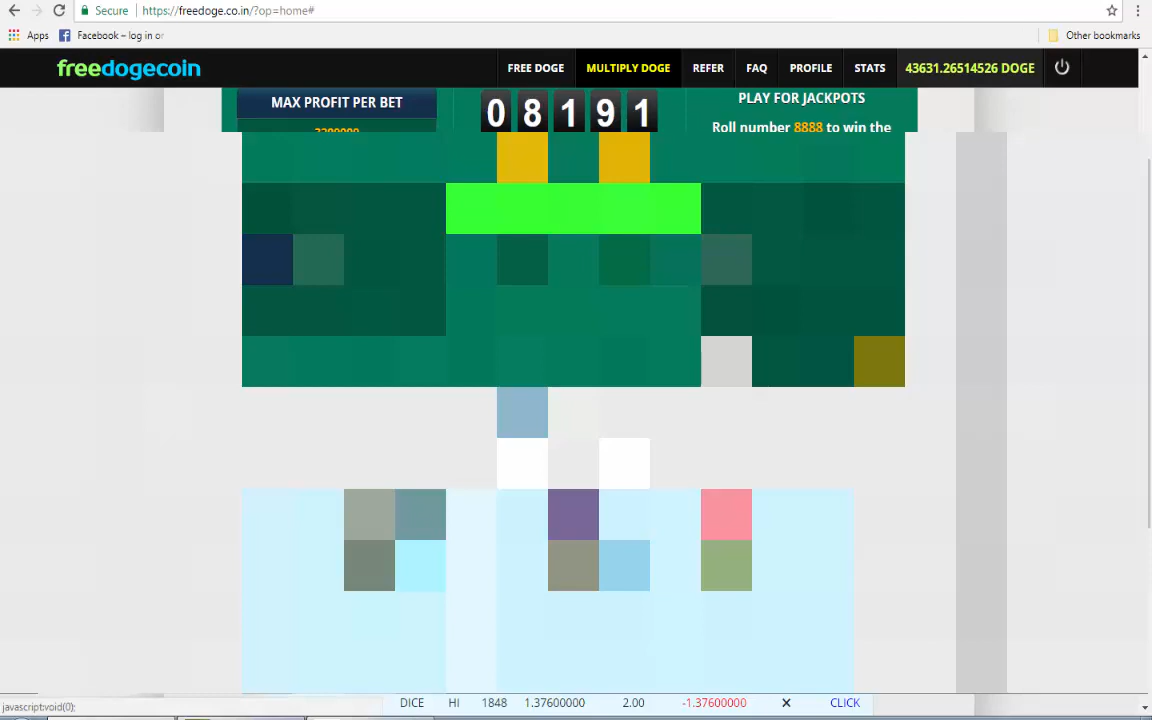 Secure https://freedoge.co.in/?op=home#
Apps Facebook – log in or Other bookmarks
freedogecoin FREE DOGE MULTIPLY DOGE REFER FAQ PROFILE STATS 43631.26514526 DOGE
MAX PROFIT PER BET 0 8 1 9 1 PLAY FOR JACKPOTS
Roll number 8888 to win the
javascript:void(0);
DICE HI 1848 1.37600000 2.00 -1.37600000 X CLICK